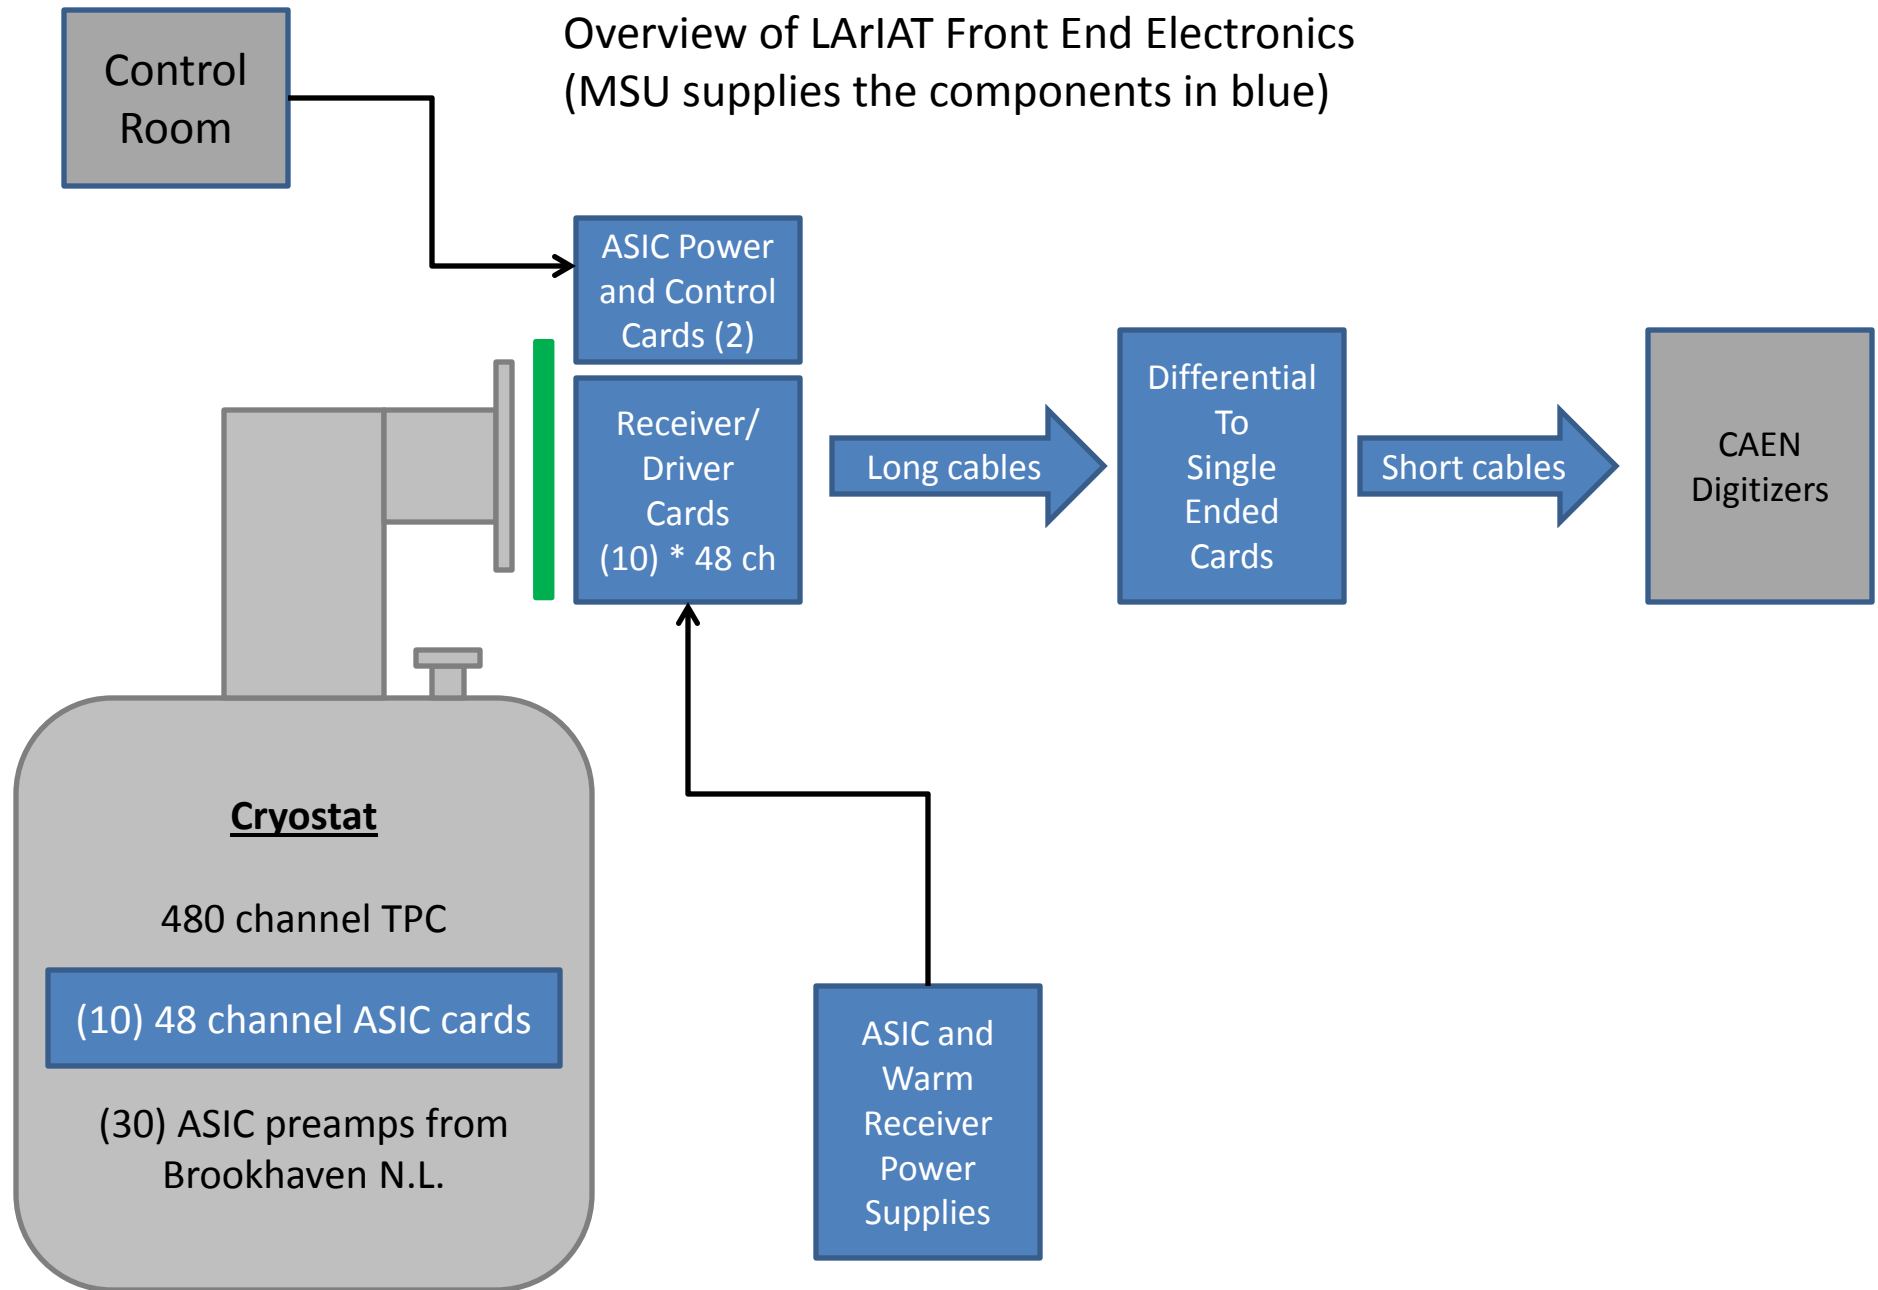 Overview of LArIAT Front End Electronics
(MSU supplies the components in blue)
Control
Room
ASIC Power
and Control
Cards (2)
Receiver/
Driver
Cards
(10) * 48 ch
Long cables
Differential
To
Single
Ended
Cards
Short cables
CAEN
Digitizers
Cryostat
480 channel TPC
(10) 48 channel ASIC cards
(30) ASIC preamps from
Brookhaven N.L.
ASIC and
Warm
Receiver
Power
Supplies